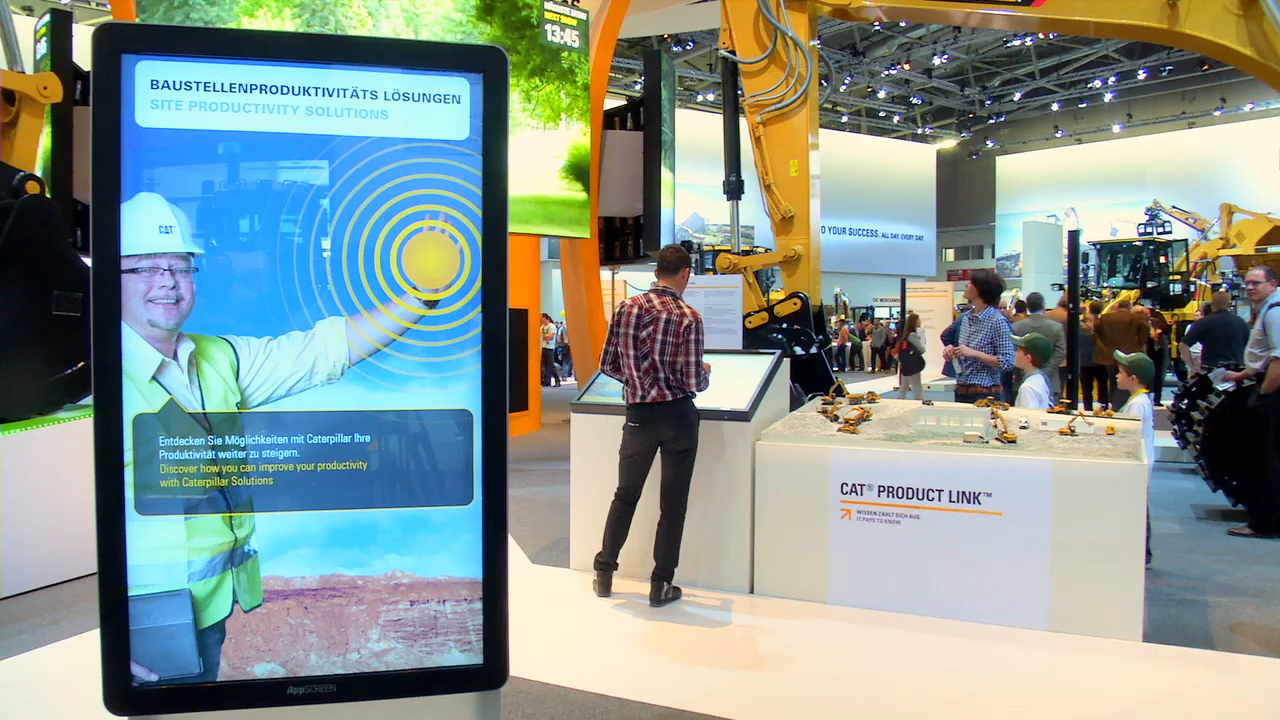 BAUSTELLENPRODUKTIVITÄTS LÖSUNGEN
SITE PRODUCTIVITY SOLUTIONS
CAT
Entdecken Sie Möglichkeiten mit Caterpillar Ihre
Produktivität weiter zu steigern.
Discover how you can improve your productivity
with Caterpillar Solutions
AppSCREEN
NEXT SHOW
13:45
YOUR SUCCESS. ALL DAY. EVERY DAY.
CAT® PRODUCT LINK™
WISSEN ZAHLT SICH AUS.
IT PAYS TO KNOW